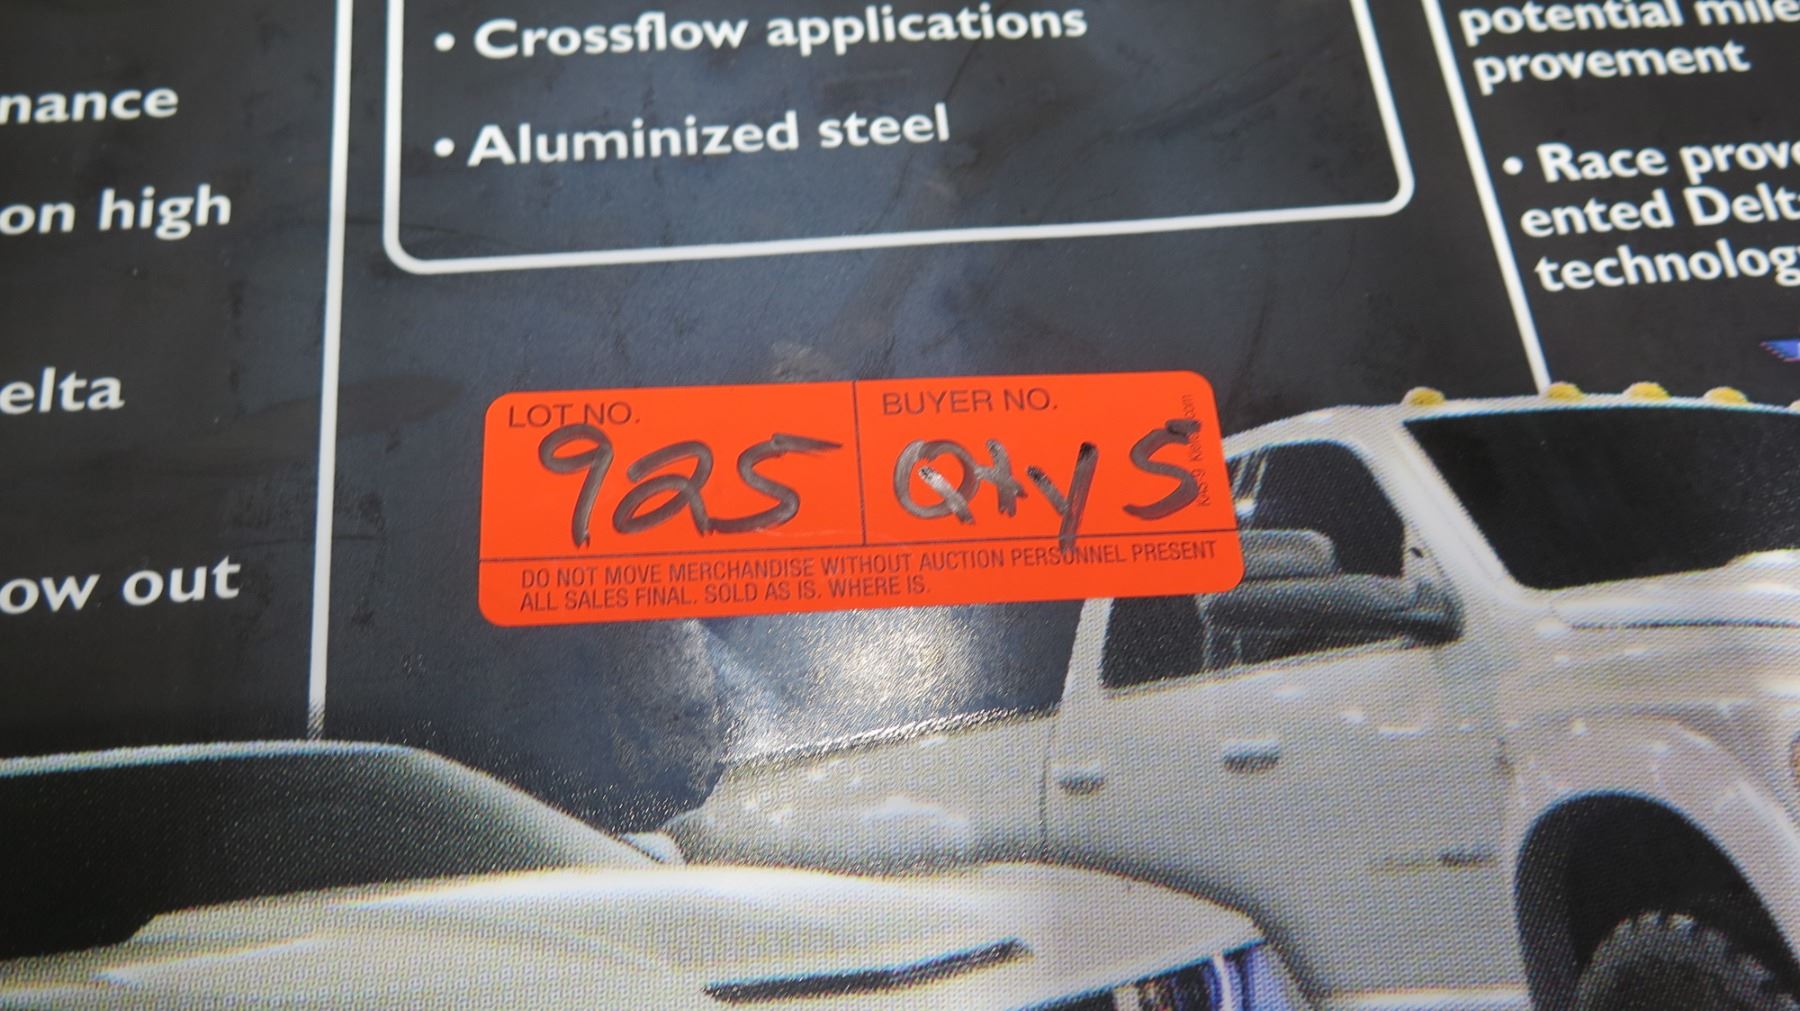 nance
on high
elta
ow out
• Crossflow applications
• Aluminized steel
potential mile
provement
• Race prove
ented Delt
technology
LOT NO.
925
BUYER NO.
Qty 5
DO NOT MOVE MERCHANDISE WITHOUT AUCTION PERSONNEL PRESENT
ALL SALES FINAL. SOLD AS IS. WHERE IS.